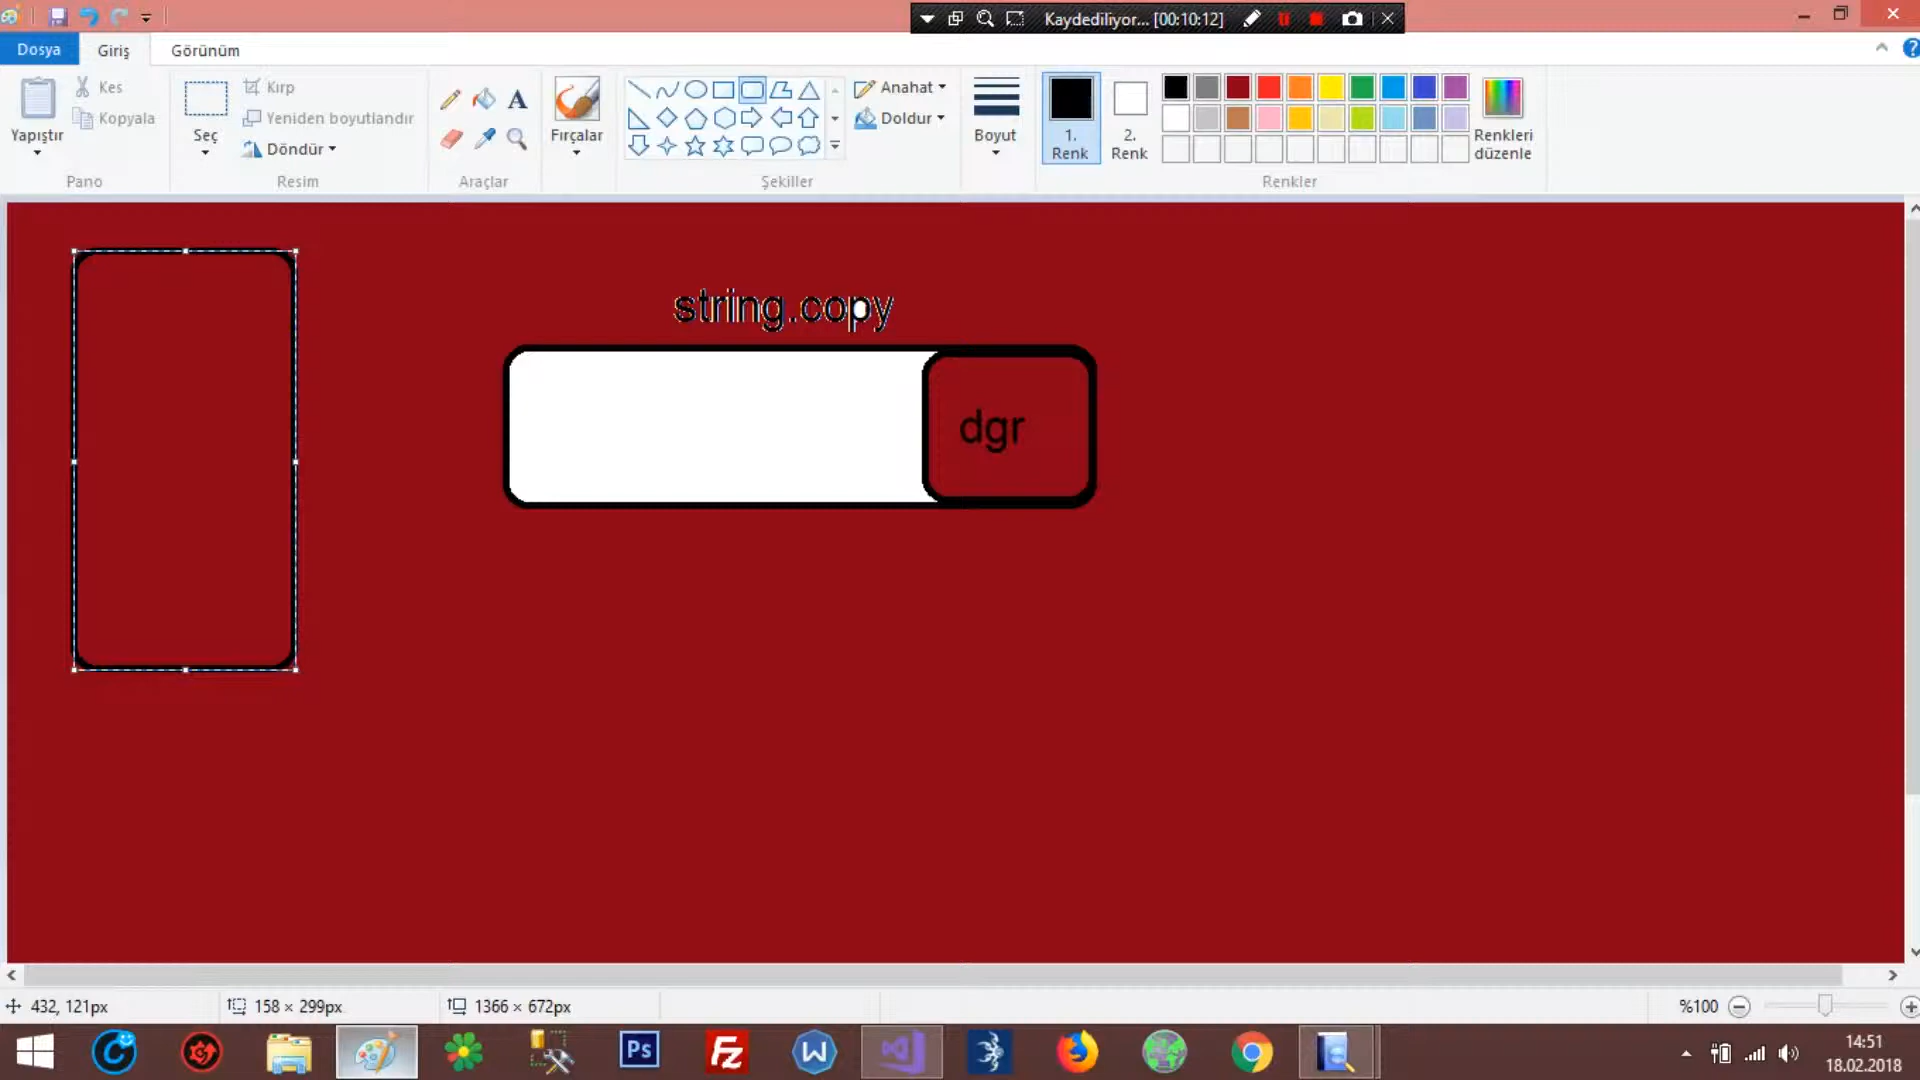 Kaydediliyor... [00:10:12]
Dosya
Giriş
Görünüm
Yapıştır
Kes
Kopyala
Pano
Seç
Kırp
Yeniden boyutlandır
Döndür
Resim
A
Araçlar
Fırçalar
Anahat
Doldur
Şekiller
Boyut
1.
Renk
2.
Renk
Renkleri
düzenle
Renkler
string.copy
dgr
432, 121px
158 × 299px
1366 × 672px
%100
Ps
Fz
W
14:51
18.02.2018